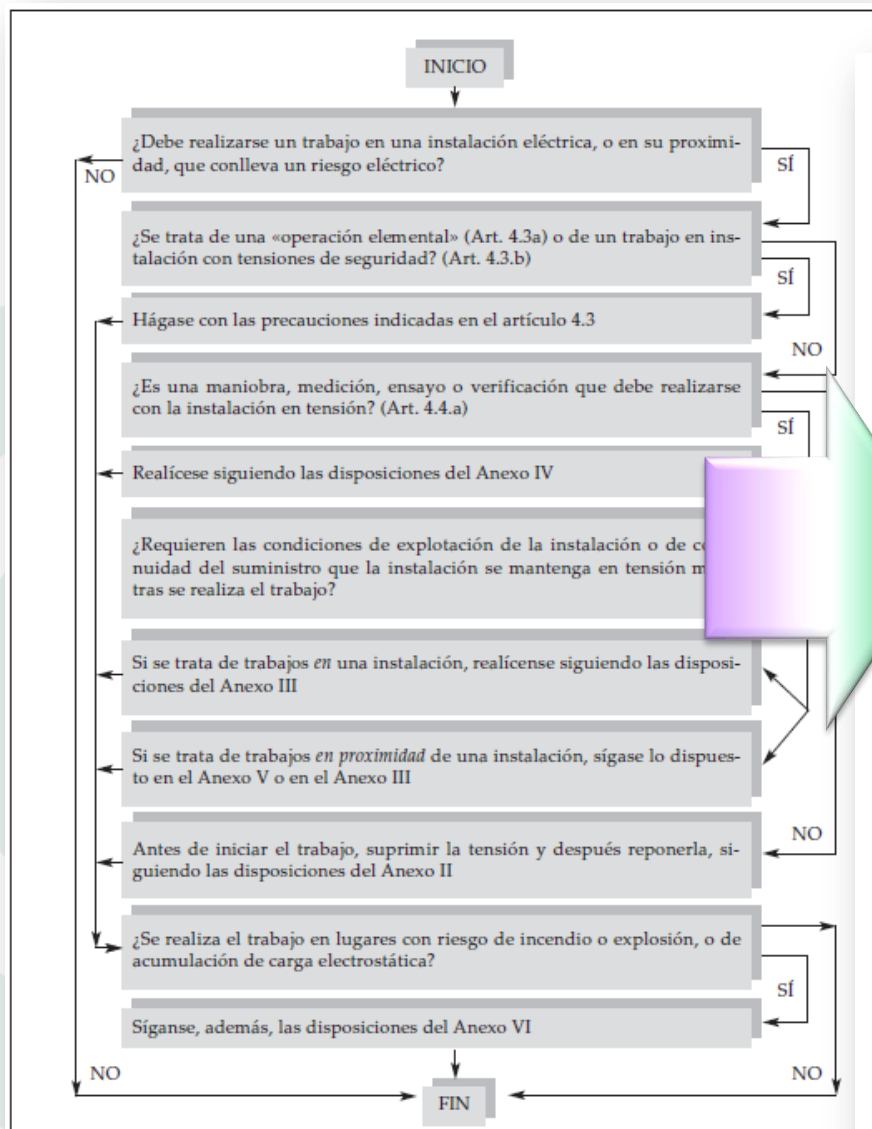 INICIO
¿Debe realizarse un trabajo en una instalación eléctrica, o en su proximi-
dad, que conlleva un riesgo eléctrico?
NO
SÍ
¿Se trata de una «operación elemental» (Art. 4.3a) o de un trabajo en ins-
talación con tensiones de seguridad? (Art. 4.3.b)
SÍ
Hágase con las precauciones indicadas en el artículo 4.3
NO
¿Es una maniobra, medición, ensayo o verificación que debe realizarse
con la instalación en tensión? (Art. 4.4.a)
SÍ
Realícese siguiendo las disposiciones del Anexo IV
¿Requieren las condiciones de explotación de la instalación o de
nuidad del suministro que la instalación se mantenga en tensión
tras se realiza el trabajo?
Si se trata de trabajos en una instalación, realícense siguiendo las disposi-
ciones del Anexo III
Si se trata de trabajos en proximidad de una instalación, sígase lo dispues-
to en el Anexo V o en el Anexo III
NO
Antes de iniciar el trabajo, suprimir la tensión y después reponerla, si-
guiendo las disposiciones del Anexo II
¿Se realiza el trabajo en lugares con riesgo de incendio o explosión, o de
acumulación de carga electrostática?
SÍ
Síganse, además, las disposiciones del Anexo VI
NO
NO
FIN